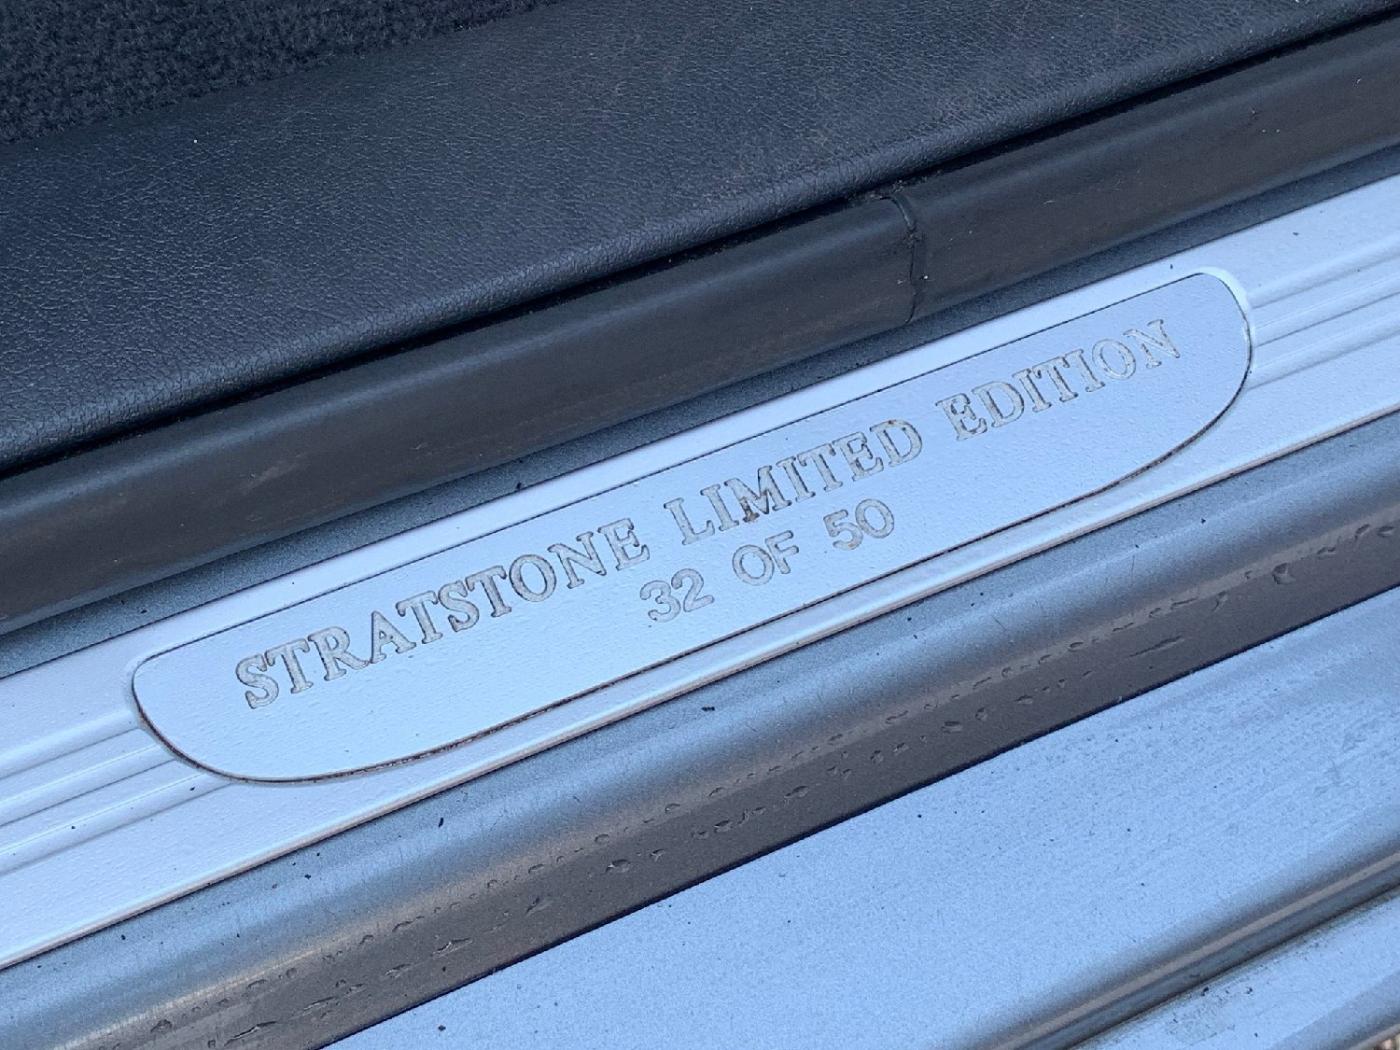 STRATSTONE LIMITED EDITION
32 OF 50